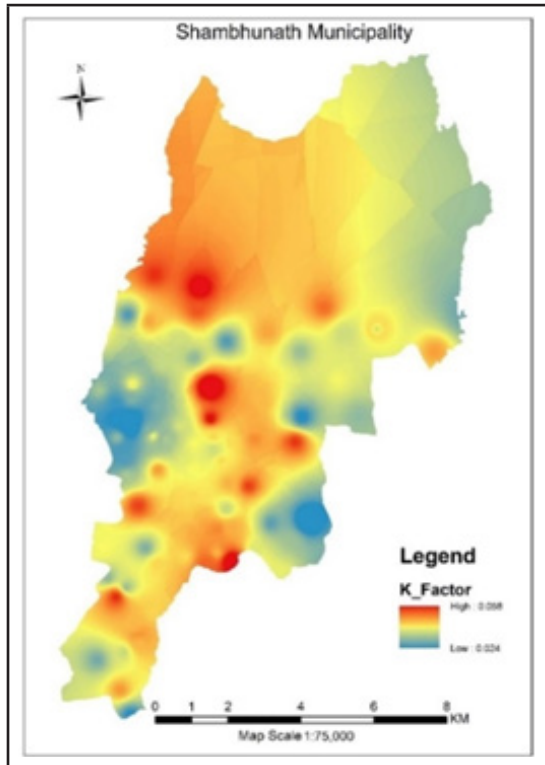 Shambhunath Municipality
N
Legend
K_Factor
High : 0.058
Low : 0.024
0 1 2 4 6 8
KM
Map Scale 1:75,000